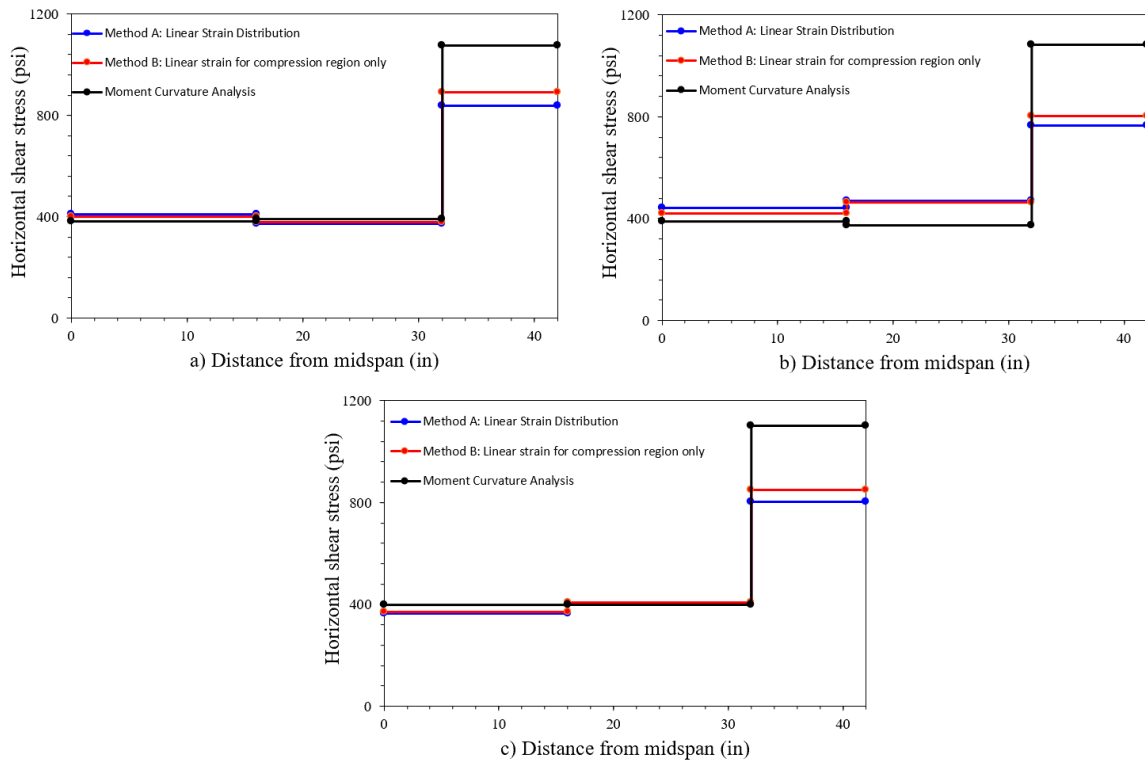 1200
Method A: Linear Strain Distribution
Method B: Linear strain for compression region only
Moment Curvature Analysis
800
400
0
Horizontal shear stress (psi)
0 10 20 30 40
a) Distance from midspan (in)
1200
Method A: Linear Strain Distribution
Method B: Linear strain for compression region only
Moment Curvature Analysis
800
400
0
Horizontal shear stress (psi)
0 10 20 30 40
b) Distance from midspan (in)
1200
Method A: Linear Strain Distribution
Method B: Linear strain for compression region only
Moment Curvature Analysis
800
400
0
Horizontal shear stress (psi)
0 10 20 30 40
c) Distance from midspan (in)